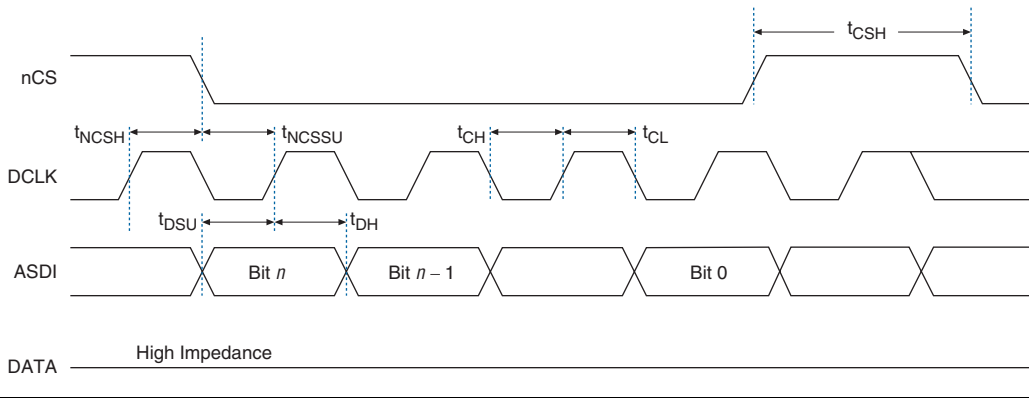 tCSH
nCS
tNCSH
tNCSSU
tCH
tCL
DCLK
tDSU
tDH
ASDI
Bit n
Bit n – 1
Bit 0
High Impedance
DATA